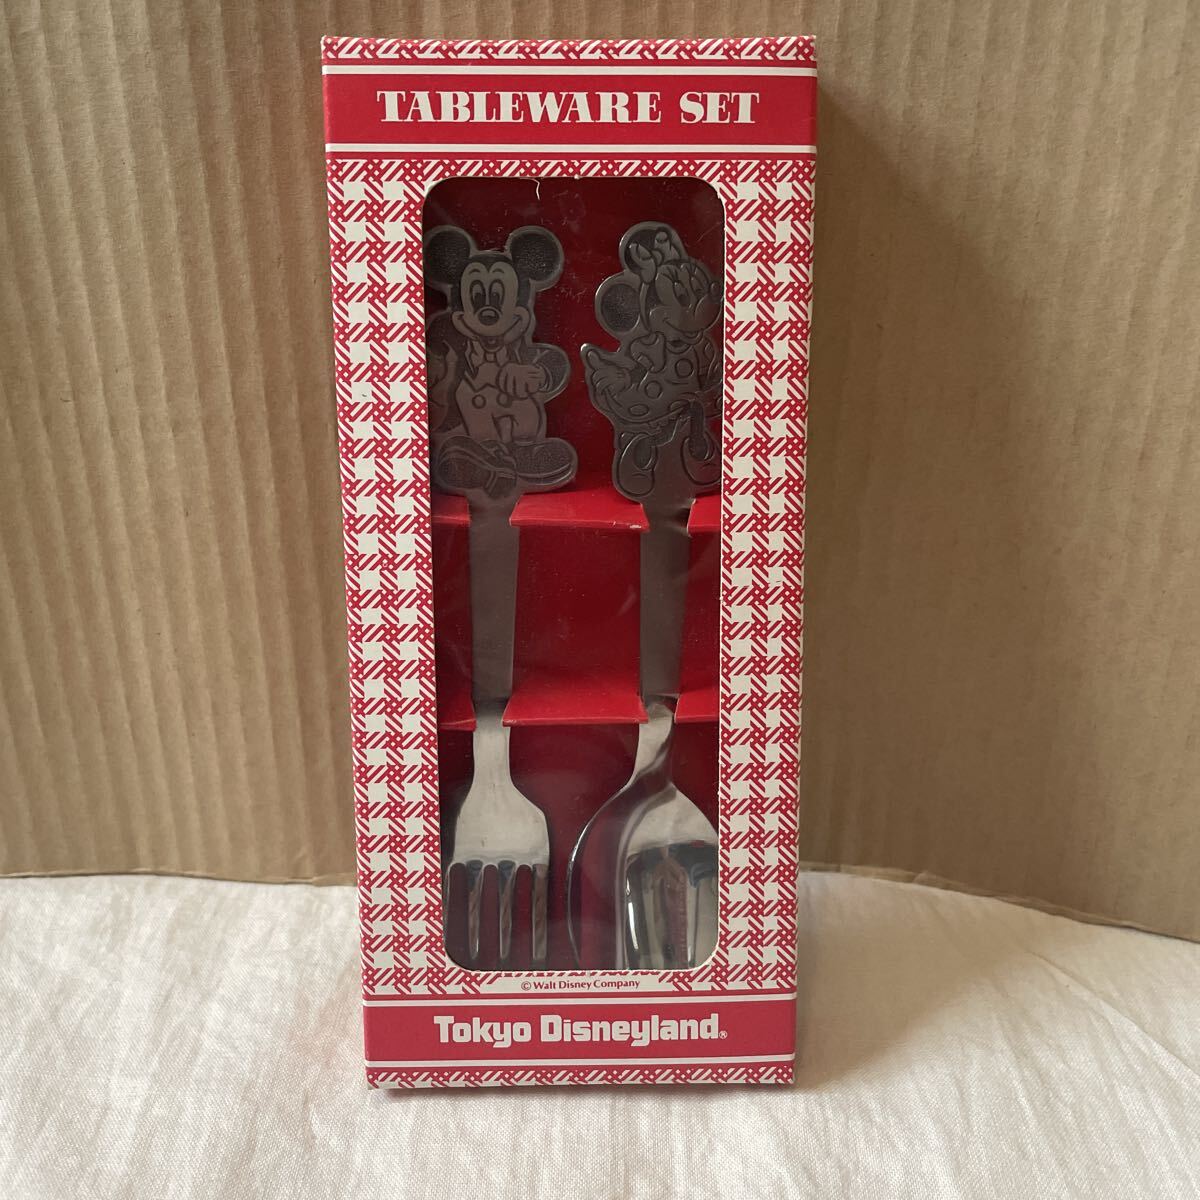 TABLEWARE SET
© Walt Disney Company
Tokyo Disneyland®